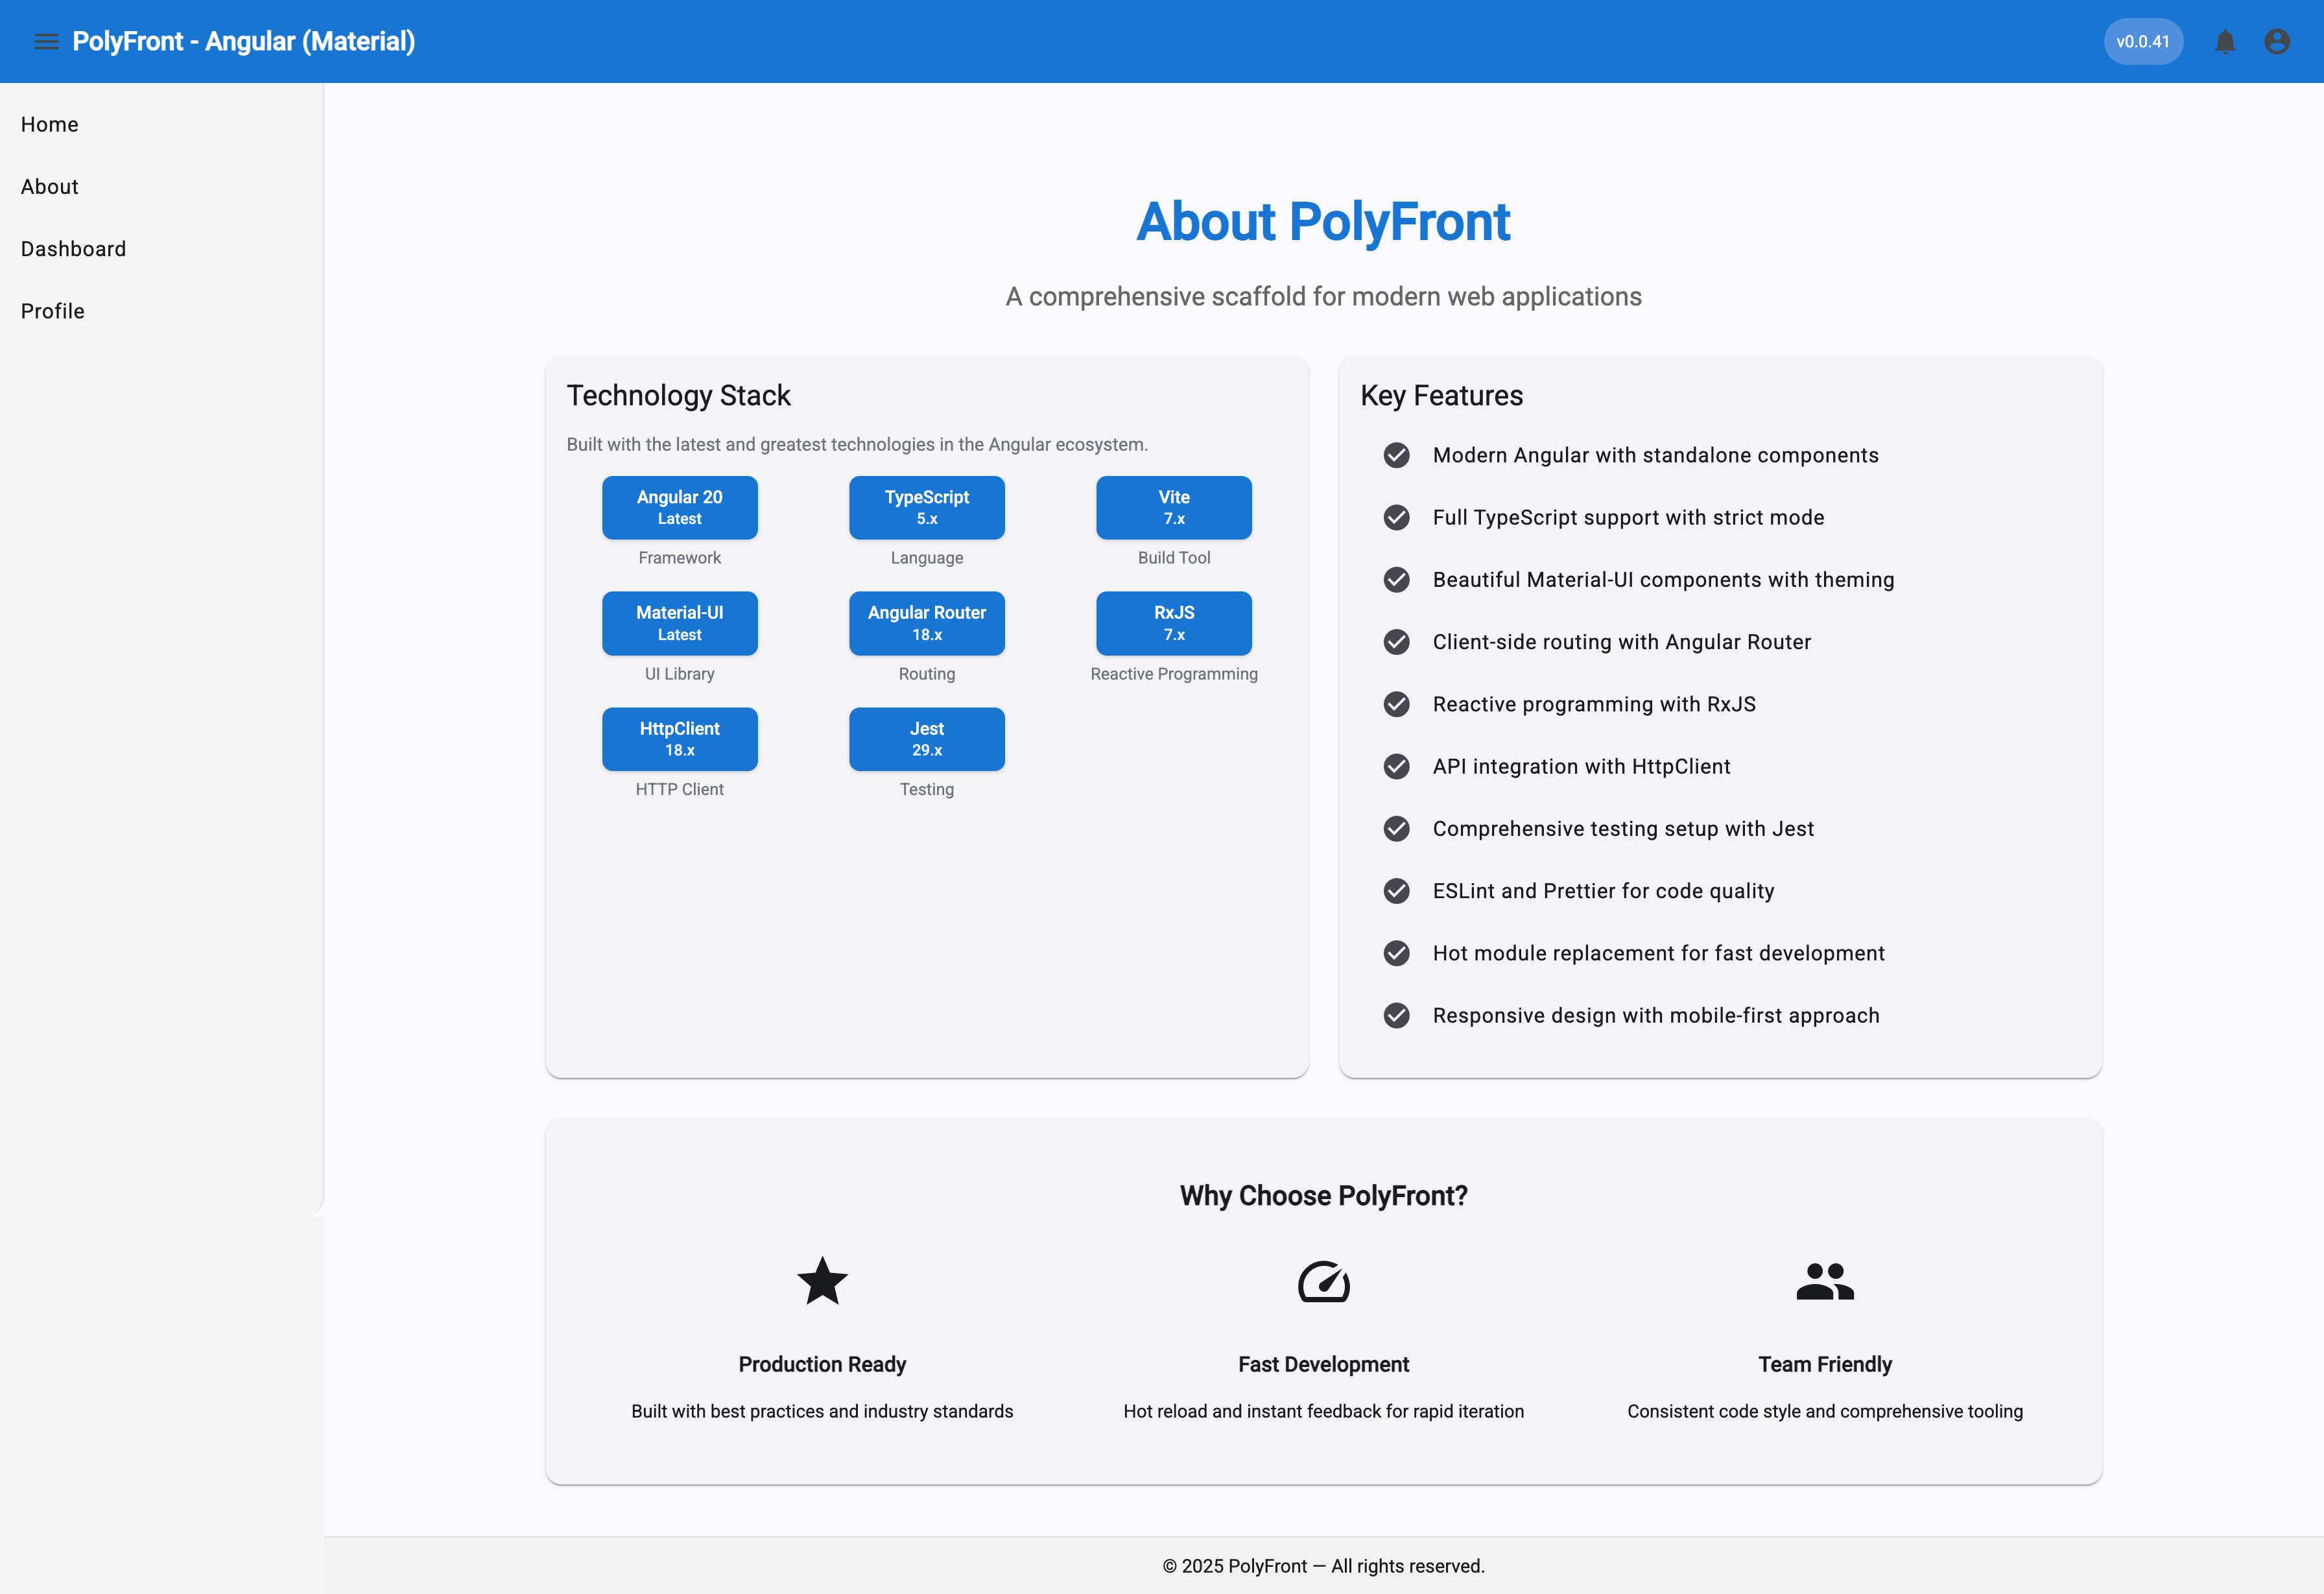 PolyFront - Angular (Material)
v0.0.41
Home
About
Dashboard
Profile
About PolyFront
A comprehensive scaffold for modern web applications
Technology Stack
Built with the latest and greatest technologies in the Angular ecosystem.
Angular 20
Latest
Framework
TypeScript
5.x
Language
Vite
7.x
Build Tool
Material-UI
Latest
UI Library
Angular Router
18.x
Routing
RxJS
7.x
Reactive Programming
HttpClient
18.x
HTTP Client
Jest
29.x
Testing
Key Features
Modern Angular with standalone components
Full TypeScript support with strict mode
Beautiful Material-UI components with theming
Client-side routing with Angular Router
Reactive programming with RxJS
API integration with HttpClient
Comprehensive testing setup with Jest
ESLint and Prettier for code quality
Hot module replacement for fast development
Responsive design with mobile-first approach
Why Choose PolyFront?
Production Ready
Built with best practices and industry standards
Fast Development
Hot reload and instant feedback for rapid iteration
Team Friendly
Consistent code style and comprehensive tooling
© 2025 PolyFront — All rights reserved.